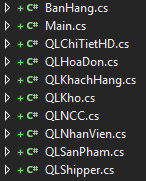 C# BanHang.cs
C# Main.cs
C# QLChiTietHD.cs
C# QLHoaDon.cs
C# QLKhachHang.cs
C# QLKho.cs
C# QLNCC.cs
C# QLNhanVien.cs
C# QLSanPham.cs
C# QLShipper.cs